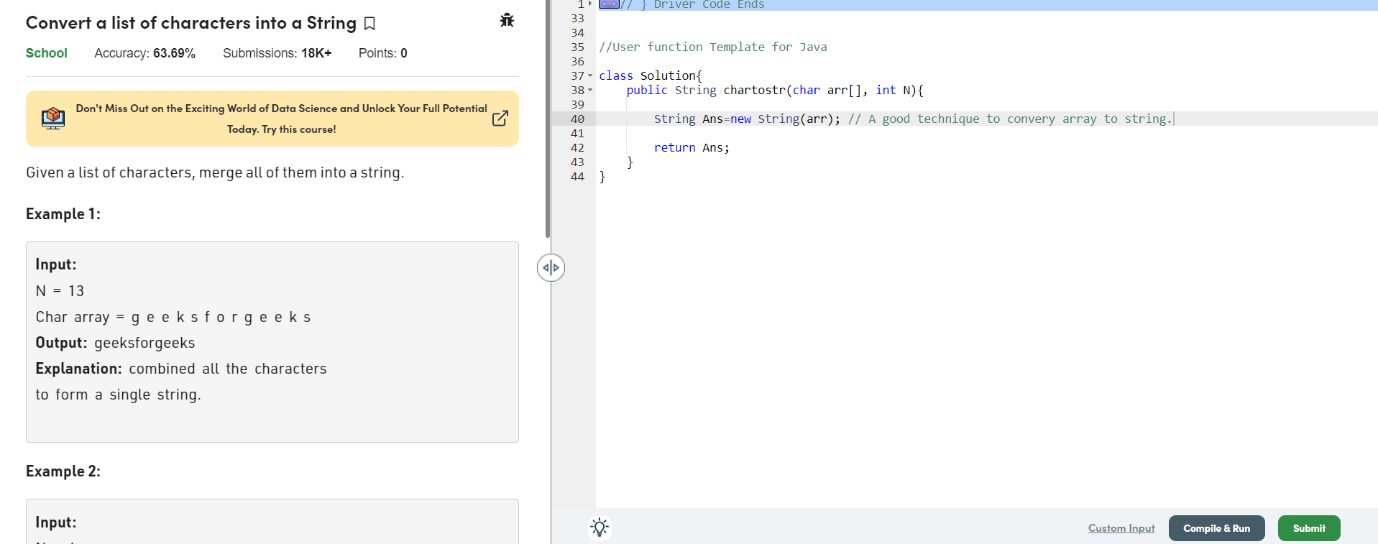 Convert a list of characters into a String
School Accuracy: 63.69% Submissions: 18K+ Points: 0
Don't Miss Out on the Exciting World of Data Science and Unlock Your Full Potential
Today. Try this course!
Given a list of characters, merge all of them into a string.
Example 1:
Input:
N = 13
Char array = g e e k s f o r g e e k s
Output: geeksforgeeks
Explanation: combined all the characters
to form a single string.
Example 2:
Input:
1 // } Driver Code Ends
33
34
35 //User function Template for Java
36
37 class Solution{
38 public String chartostr(char arr[], int N){
39
40 String Ans=new String(arr); // A good technique to convery array to string.
41
42 return Ans;
43 }
44 }
Custom Input Compile & Run Submit